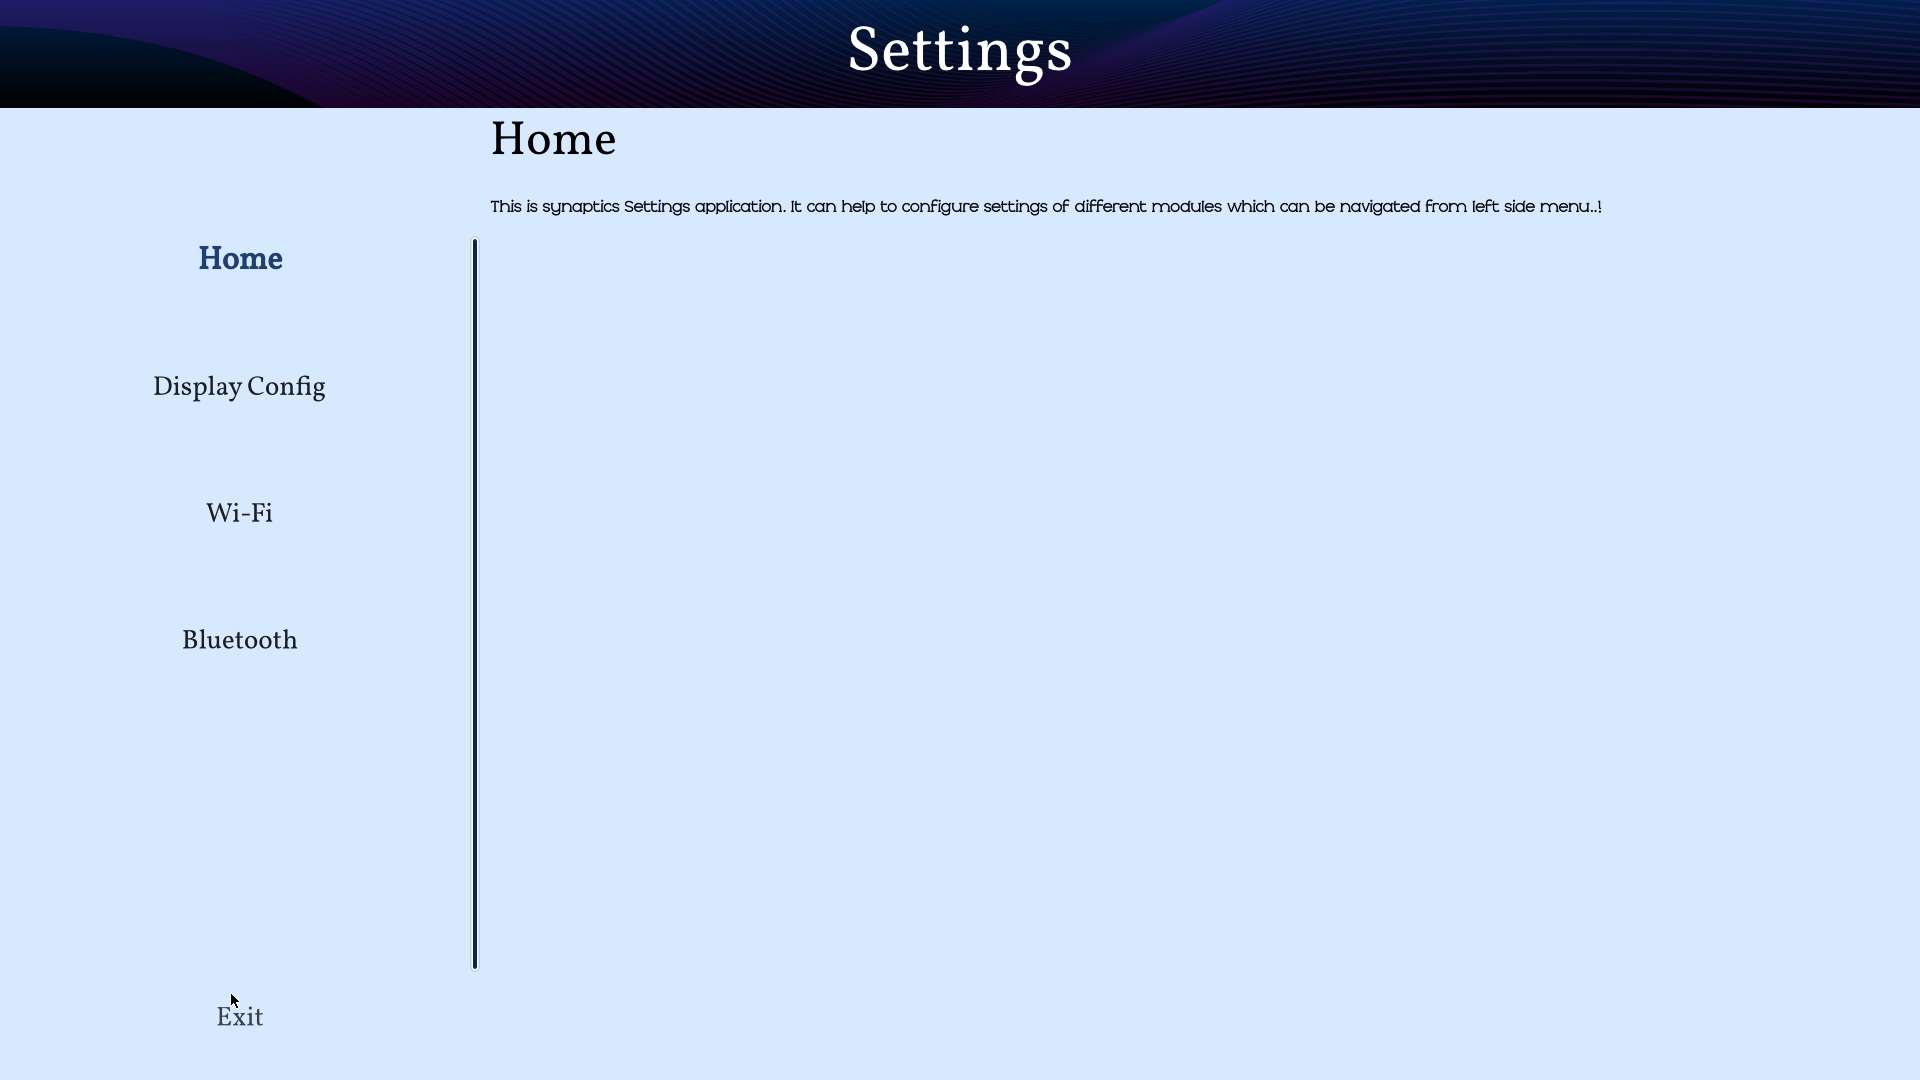 Settings
Home
This is synaptics Settings application. It can help to configure settings of different modules which can be navigated from left side menu..!
Home
Display Config
Wi-Fi
Bluetooth
Exit